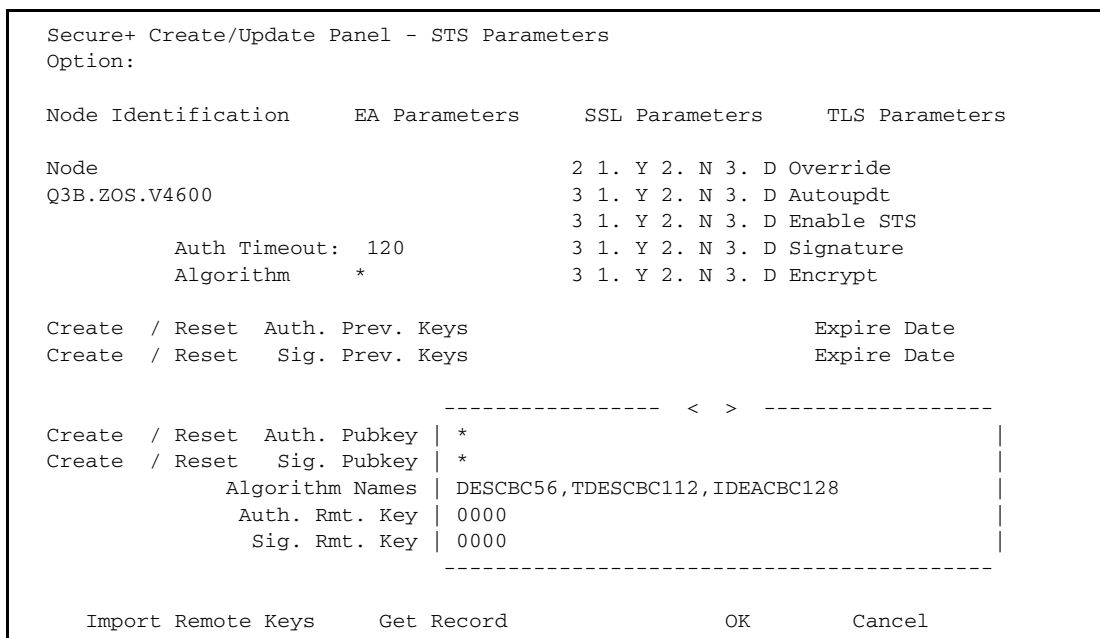 Secure+ Create/Update Panel - STS Parameters
Option:
Node Identification EA Parameters SSL Parameters TLS Parameters
Node 2 1. Y 2. N 3. D Override
Q3B.ZOS.V4600 3 1. Y 2. N 3. D Autoupdt
3 1. Y 2. N 3. D Enable STS
Auth Timeout: 120 3 1. Y 2. N 3. D Signature
Algorithm * 3 1. Y 2. N 3. D Encrypt
Create / Reset Auth. Prev. Keys Expire Date
Create / Reset Sig. Prev. Keys Expire Date
----------------- < > ------------------
Create / Reset Auth. Pubkey | * |
Create / Reset Sig. Pubkey | * |
Algorithm Names | DESCBC56,TDESCBC112,IDEACBC128 |
Auth. Rmt. Key | 0000 |
Sig. Rmt. Key | 0000 |
-------------------------------------------
Import Remote Keys Get Record OK Cancel